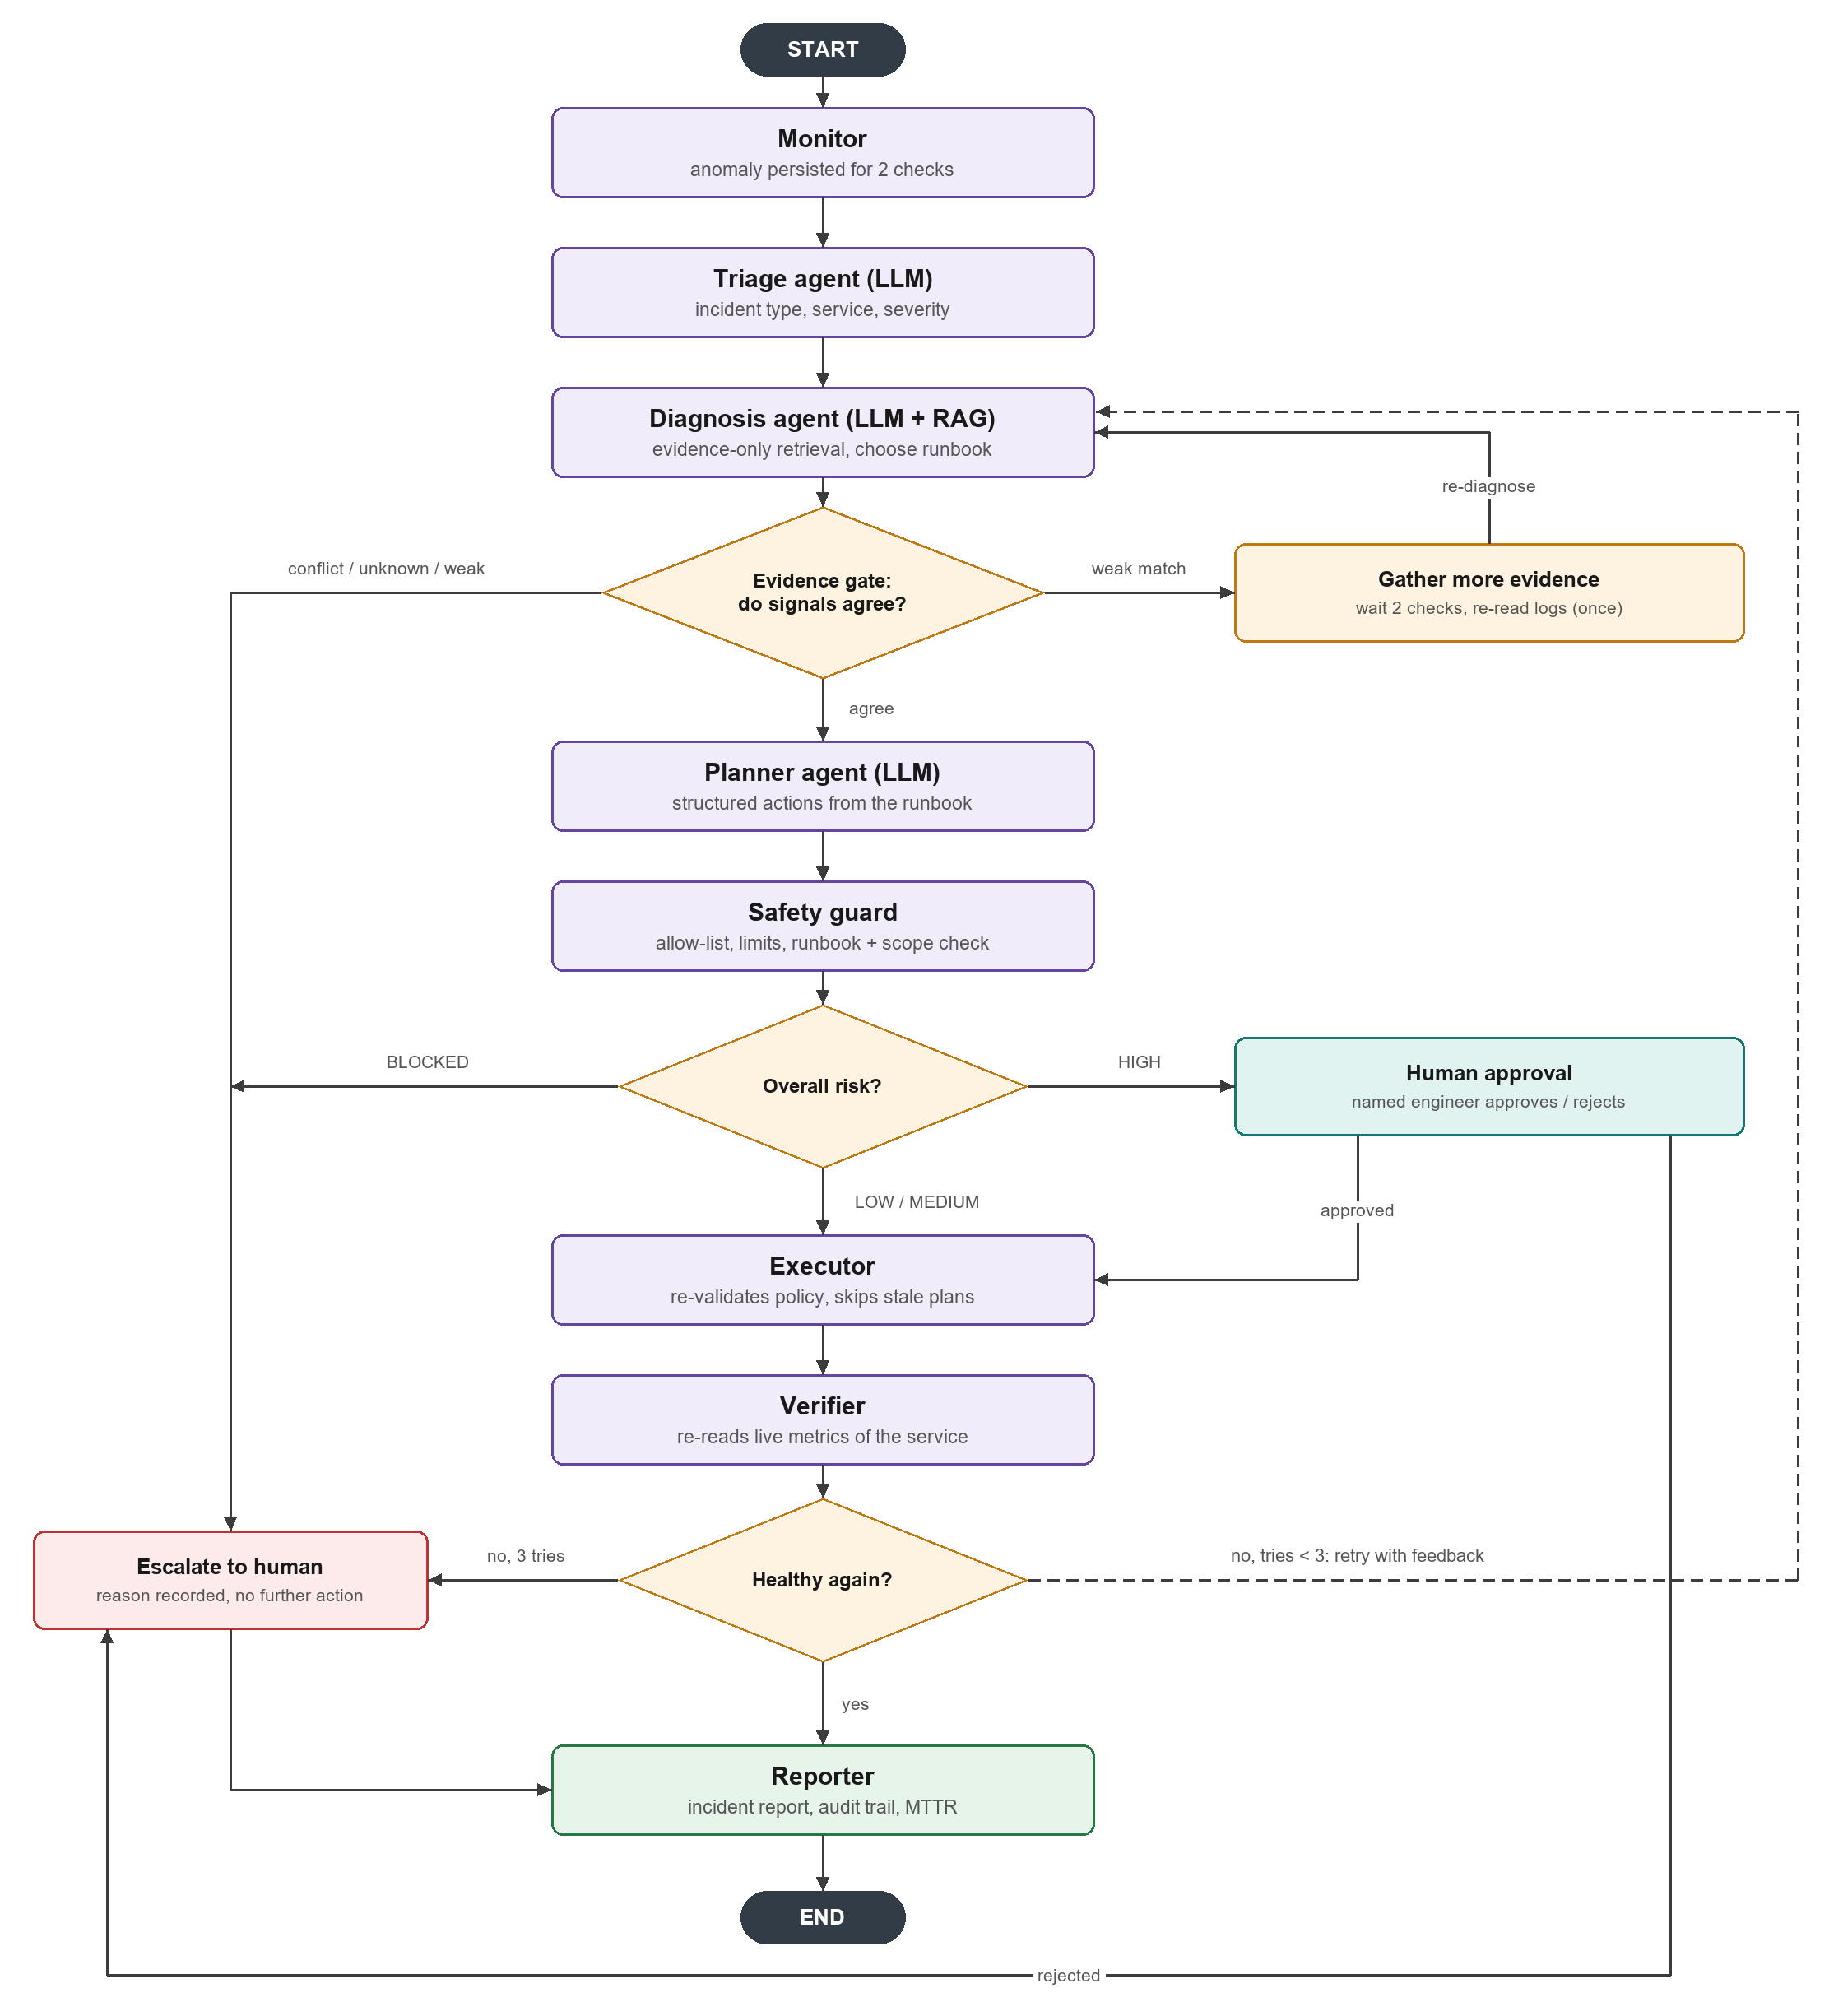 START
Monitor
anomaly persisted for 2 checks
Triage agent (LLM)
incident type, service, severity
Diagnosis agent (LLM + RAG)
evidence-only retrieval, choose runbook
re-diagnose
conflict / unknown / weak
Evidence gate:
do signals agree?
weak match
Gather more evidence
wait 2 checks, re-read logs (once)
agree
Planner agent (LLM)
structured actions from the runbook
Safety guard
allow-list, limits, runbook + scope check
BLOCKED
Overall risk?
HIGH
Human approval
named engineer approves / rejects
LOW / MEDIUM
approved
Executor
re-validates policy, skips stale plans
Verifier
re-reads live metrics of the service
Escalate to human
reason recorded, no further action
no, 3 tries
Healthy again?
no, tries < 3: retry with feedback
yes
Reporter
incident report, audit trail, MTTR
END
rejected